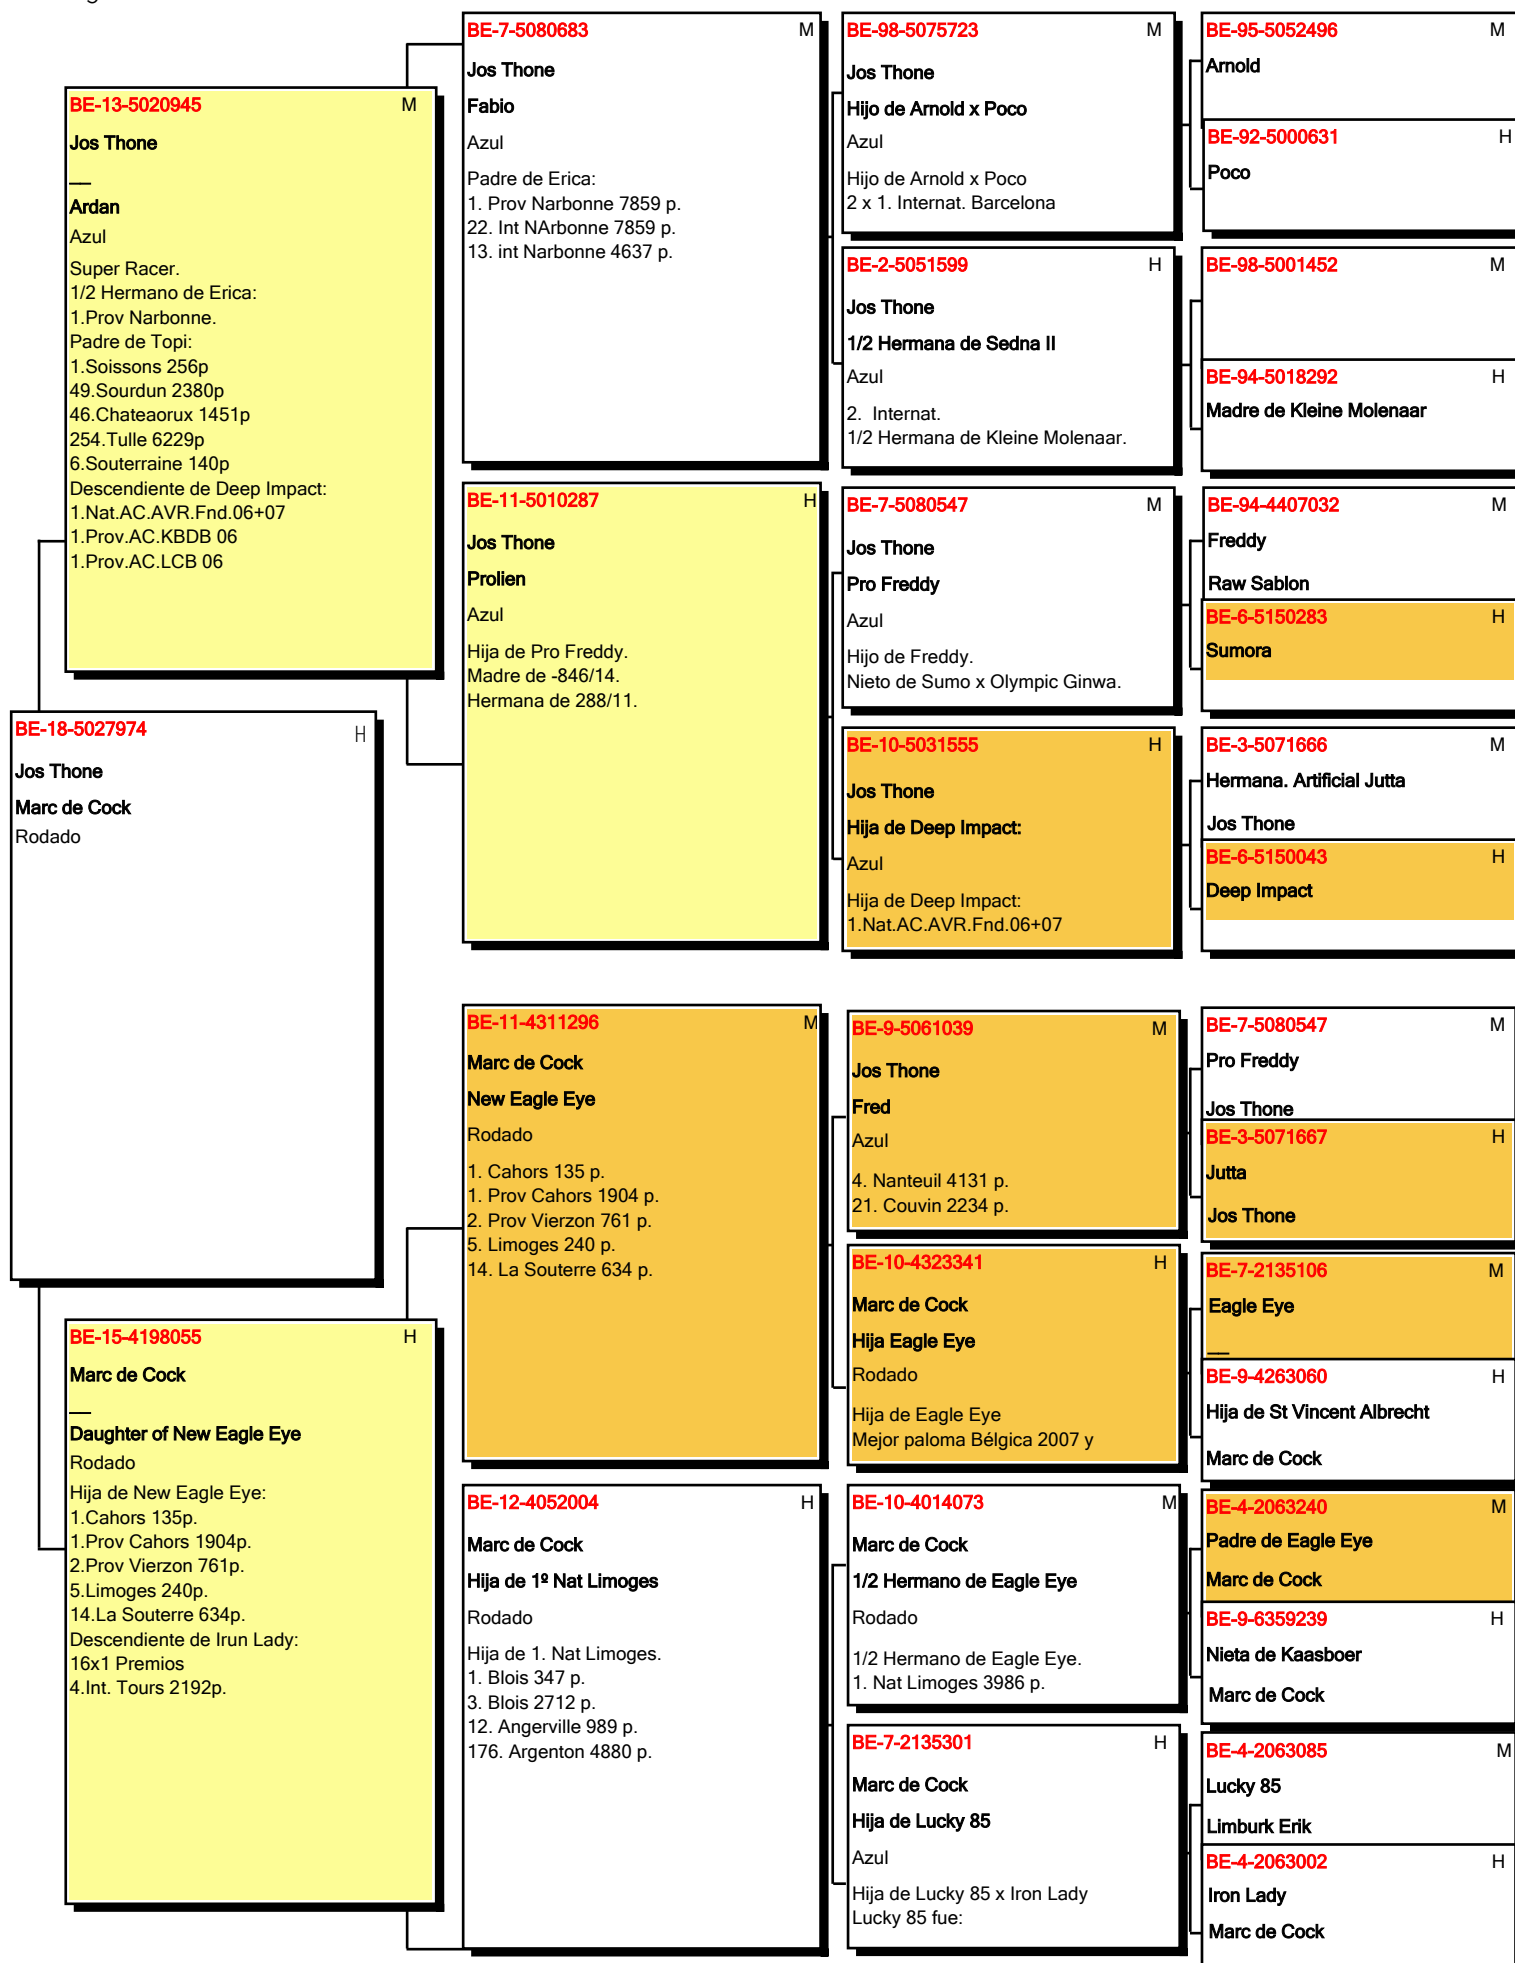 BE-18-5027974 H
Jos Thone
Marc de Cock
Rodado
BE-13-5020945 M
Jos Thone
__
Ardan
Azul
Super Racer.
1/2 Hermano de Erica:
1.Prov Narbonne.
Padre de Topi:
1.Soissons 256p
49.Sourdun 2380p
46.Chateaorux 1451p
254.Tulle 6229p
6.Souterraine 140p
Descendiente de Deep Impact:
1.Nat.AC.AVR.Fnd.06+07
1.Prov.AC.KBDB 06
1.Prov.AC.LCB 06
BE-15-4198055 H
Marc de Cock
__
Daughter of New Eagle Eye
Rodado
Hija de New Eagle Eye:
1.Cahors 135p.
1.Prov Cahors 1904p.
2.Prov Vierzon 761p.
5.Limoges 240p.
14.La Souterre 634p.
Descendiente de Irun Lady:
16x1 Premios
4.Int. Tours 2192p.
BE-7-5080683 M
Jos Thone
Fabio
Azul
Padre de Erica:
1. Prov Narbonne 7859 p.
22. Int NArbonne 7859 p.
13. int Narbonne 4637 p.
BE-11-5010287 H
Jos Thone
Prolien
Azul
Hija de Pro Freddy.
Madre de -846/14.
Hermana de 288/11.
BE-11-4311296 M
Marc de Cock
New Eagle Eye
Rodado
1. Cahors 135 p.
1. Prov Cahors 1904 p.
2. Prov Vierzon 761 p.
5. Limoges 240 p.
14. La Souterre 634 p.
BE-12-4052004 H
Marc de Cock
Hija de 1º Nat Limoges
Rodado
Hija de 1. Nat Limoges.
1. Blois 347 p.
3. Blois 2712 p.
12. Angerville 989 p.
176. Argenton 4880 p.
BE-98-5075723 M
Jos Thone
Hijo de Arnold x Poco
Azul
Hijo de Arnold x Poco
2 x 1. Internat. Barcelona
BE-2-5051599 H
Jos Thone
1/2 Hermana de Sedna II
Azul
2. Internat.
1/2 Hermana de Kleine Molenaar.
BE-7-5080547 M
Jos Thone
Pro Freddy
Azul
Hijo de Freddy.
Nieto de Sumo x Olympic Ginwa.
BE-10-5031555 H
Jos Thone
Hija de Deep Impact:
Azul
Hija de Deep Impact:
1.Nat.AC.AVR.Fnd.06+07
BE-9-5061039 M
Jos Thone
Fred
Azul
4. Nanteuil 4131 p.
21. Couvin 2234 p.
BE-10-4323341 H
Marc de Cock
Hija Eagle Eye
Rodado
Hija de Eagle Eye
Mejor paloma Bélgica 2007 y
BE-10-4014073 M
Marc de Cock
1/2 Hermano de Eagle Eye
Rodado
1/2 Hermano de Eagle Eye.
1. Nat Limoges 3986 p.
BE-7-2135301 H
Marc de Cock
Hija de Lucky 85
Azul
Hija de Lucky 85 x Iron Lady
Lucky 85 fue:
BE-95-5052496 M
Arnold
BE-92-5000631 H
Poco
BE-98-5001452 M
BE-94-5018292 H
Madre de Kleine Molenaar
BE-94-4407032 M
Freddy
Raw Sablon
BE-6-5150283 H
Sumora
BE-3-5071666 M
Hermana. Artificial Jutta
Jos Thone
BE-6-5150043 H
Deep Impact
BE-7-5080547 M
Pro Freddy
Jos Thone
BE-3-5071667 H
Jutta
Jos Thone
BE-7-2135106 M
Eagle Eye
__
BE-9-4263060 H
Hija de St Vincent Albrecht
Marc de Cock
BE-4-2063240 M
Padre de Eagle Eye
Marc de Cock
BE-9-6359239 H
Nieta de Kaasboer
Marc de Cock
BE-4-2063085 M
Lucky 85
Limburk Erik
BE-4-2063002 H
Iron Lady
Marc de Cock